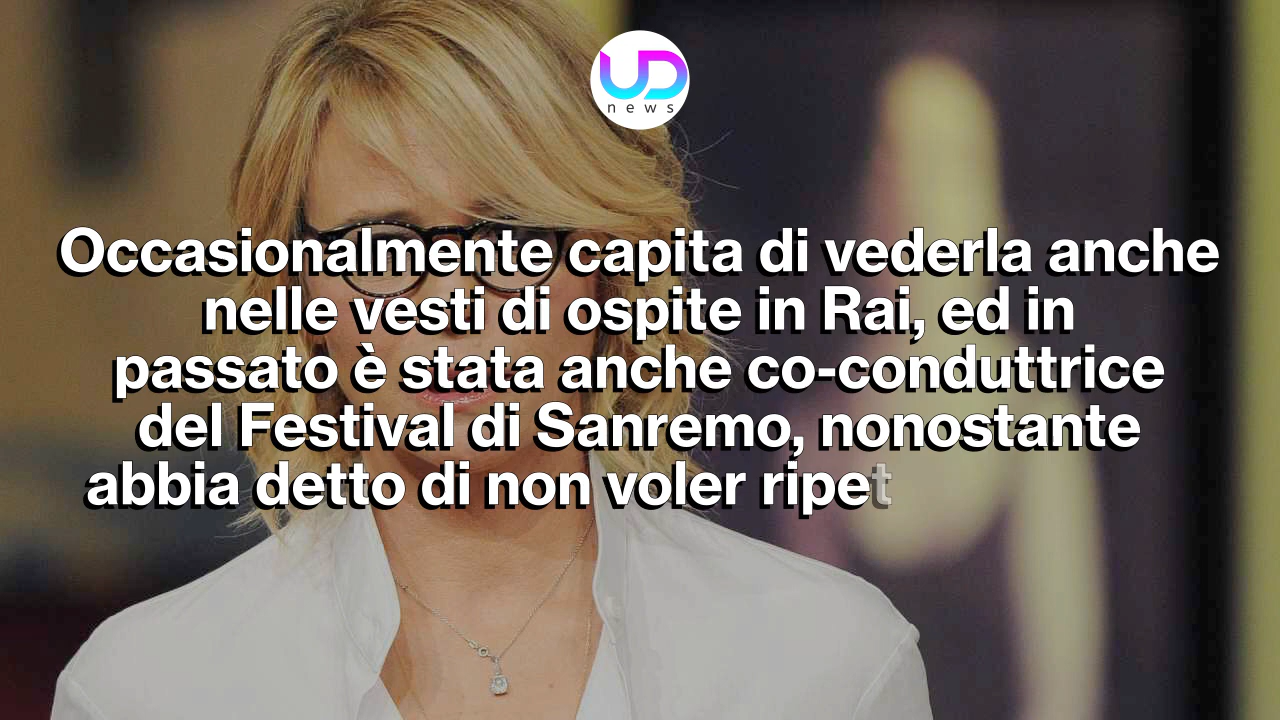 UD
news
Occasionalmente capita di vederla anche
nelle vesti di ospite in Rai, ed in
passato è stata anche co-conduttrice
del Festival di Sanremo, nonostante
abbia detto di non voler ripet